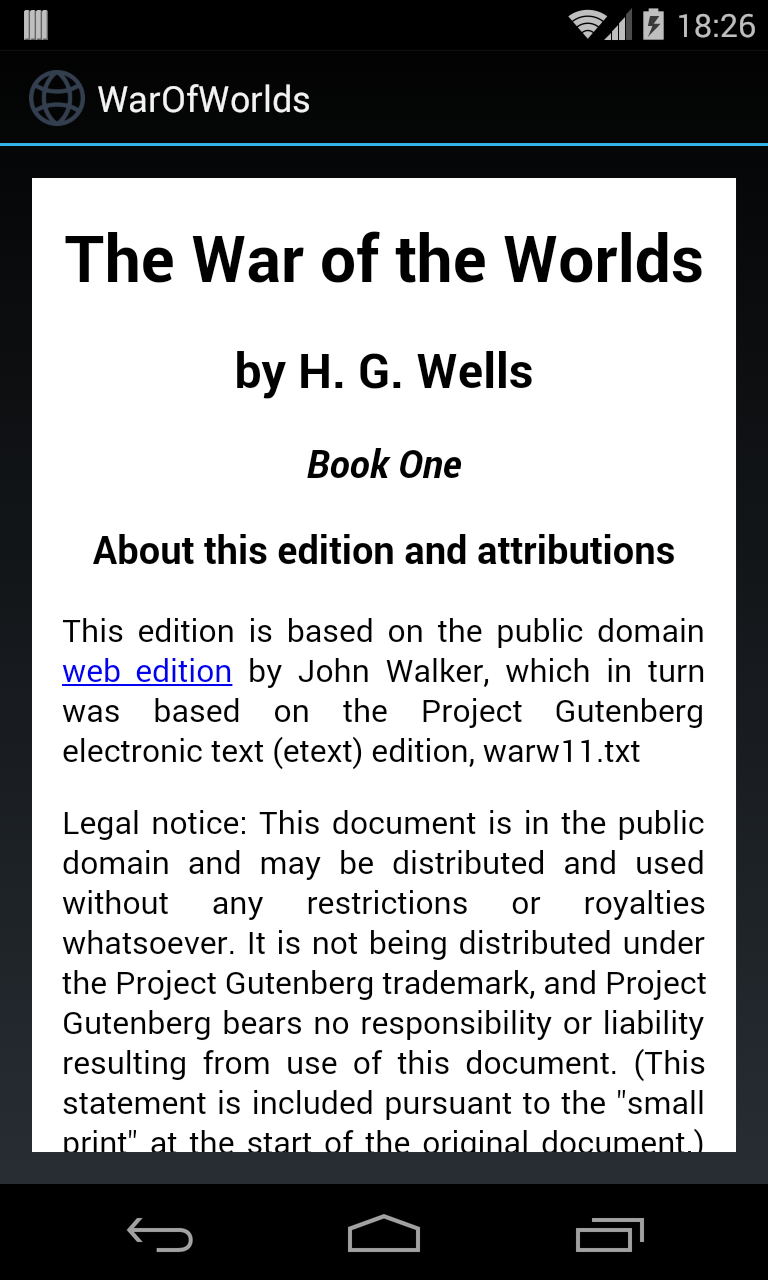 18:26
WarOfWorlds
The War of the Worlds
by H. G. Wells
Book One
About this edition and attributions
This edition is based on the public domain
web edition by John Walker, which in turn
was based on the Project Gutenberg
electronic text (etext) edition, warw11.txt
Legal notice: This document is in the public
domain and may be distributed and used
without any restrictions or royalties
whatsoever. It is not being distributed under
the Project Gutenberg trademark, and Project
Gutenberg bears no responsibility or liability
resulting from use of this document. (This
statement is included pursuant to the "small
print" at the start of the original document.)